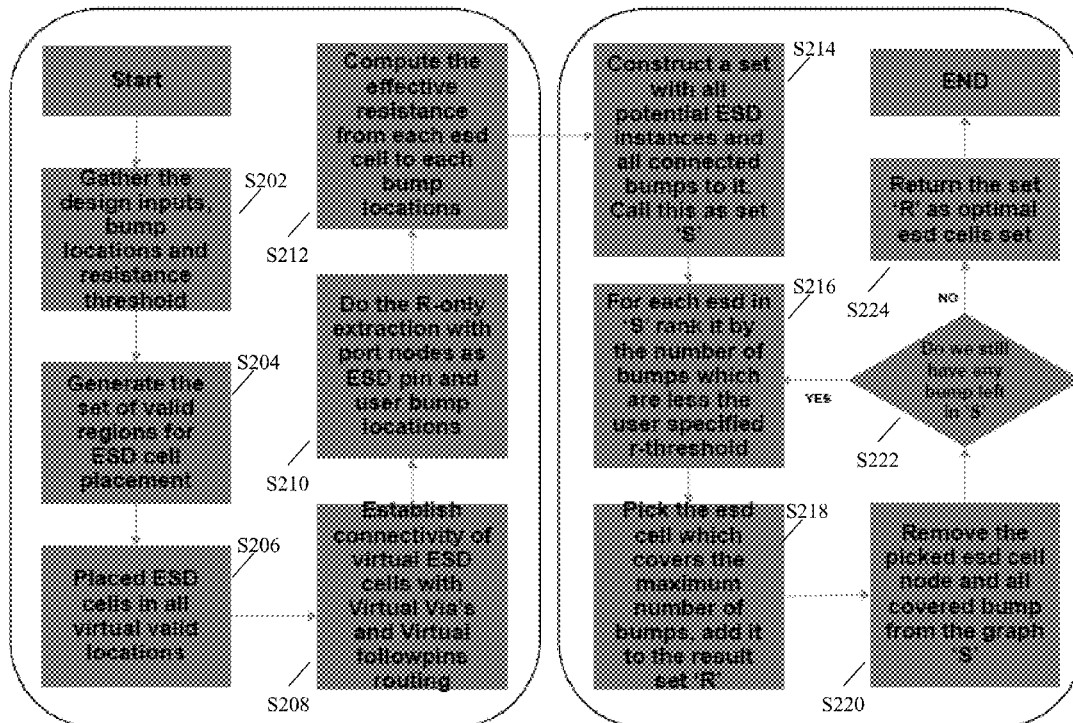 Start
Gather the
design inputs,
bump
locations and
resistance
threshold
S202
Generate the
set of valid
regions for
ESD cell
placement
S204
Placed ESD
cells in all
virtual valid
locations
S206
Establish
connectivity of
virtual ESD
cells with
Virtual Via's
and Virtual
followpins
routing
S208
Do the R-only
extraction with
port nodes as
ESD pin and
user bump
locations
S210
Compute the
effective
resistance
from each esd
cell to each
bump
locations
S212
Construct a set
with all
potential ESD
instances and
all connected
bumps to it.
Call this as set
'S'
S214
For each esd in
S, rank it by
the number of
bumps which
are less the
user specified
r-threshold
S216
Pick the esd
cell which
covers the
maximum
number of
bumps, add it
to the result
set 'R'
S218
Remove the
picked esd cell
node and all
covered bump
from the graph
'S'
S220
Do we still
have any
bump left
in 'S'
S222
YES
NO
Return the set
'R' as optimal
esd cells set
S224
END